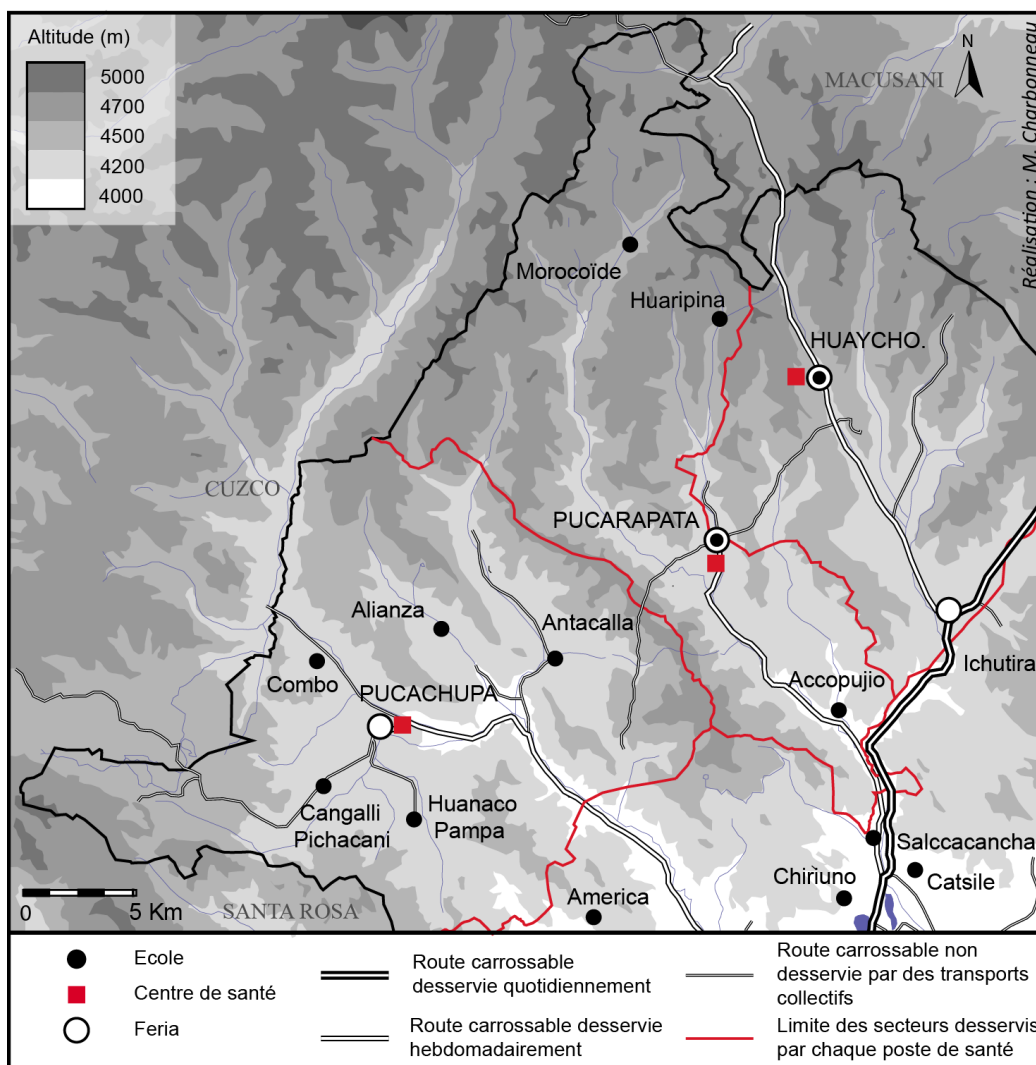 Altitude (m)
5000
4700
4500
4200
4000
MACUSANI
N
Réalisation : M. Charbonneau
Morocoïde
Huaripina
HUAYCHO.
CUZCO
PUCARAPATA
Alianza
Antacalla
Combo
PUCACHUPA
Accopujio
Ichutira
Cangalli
Pichacani
Huanaco
Pampa
Salccacancha
Chiriuno
Catsile
America
SANTA ROSA
0 5 Km
Ecole
Centre de santé
Feria
Route carrossable
desservie quotidiennement
Route carrossable desservie
hebdomadairement
Route carrossable non
desservie par des transports
collectifs
Limite des secteurs desservis
par chaque poste de santé